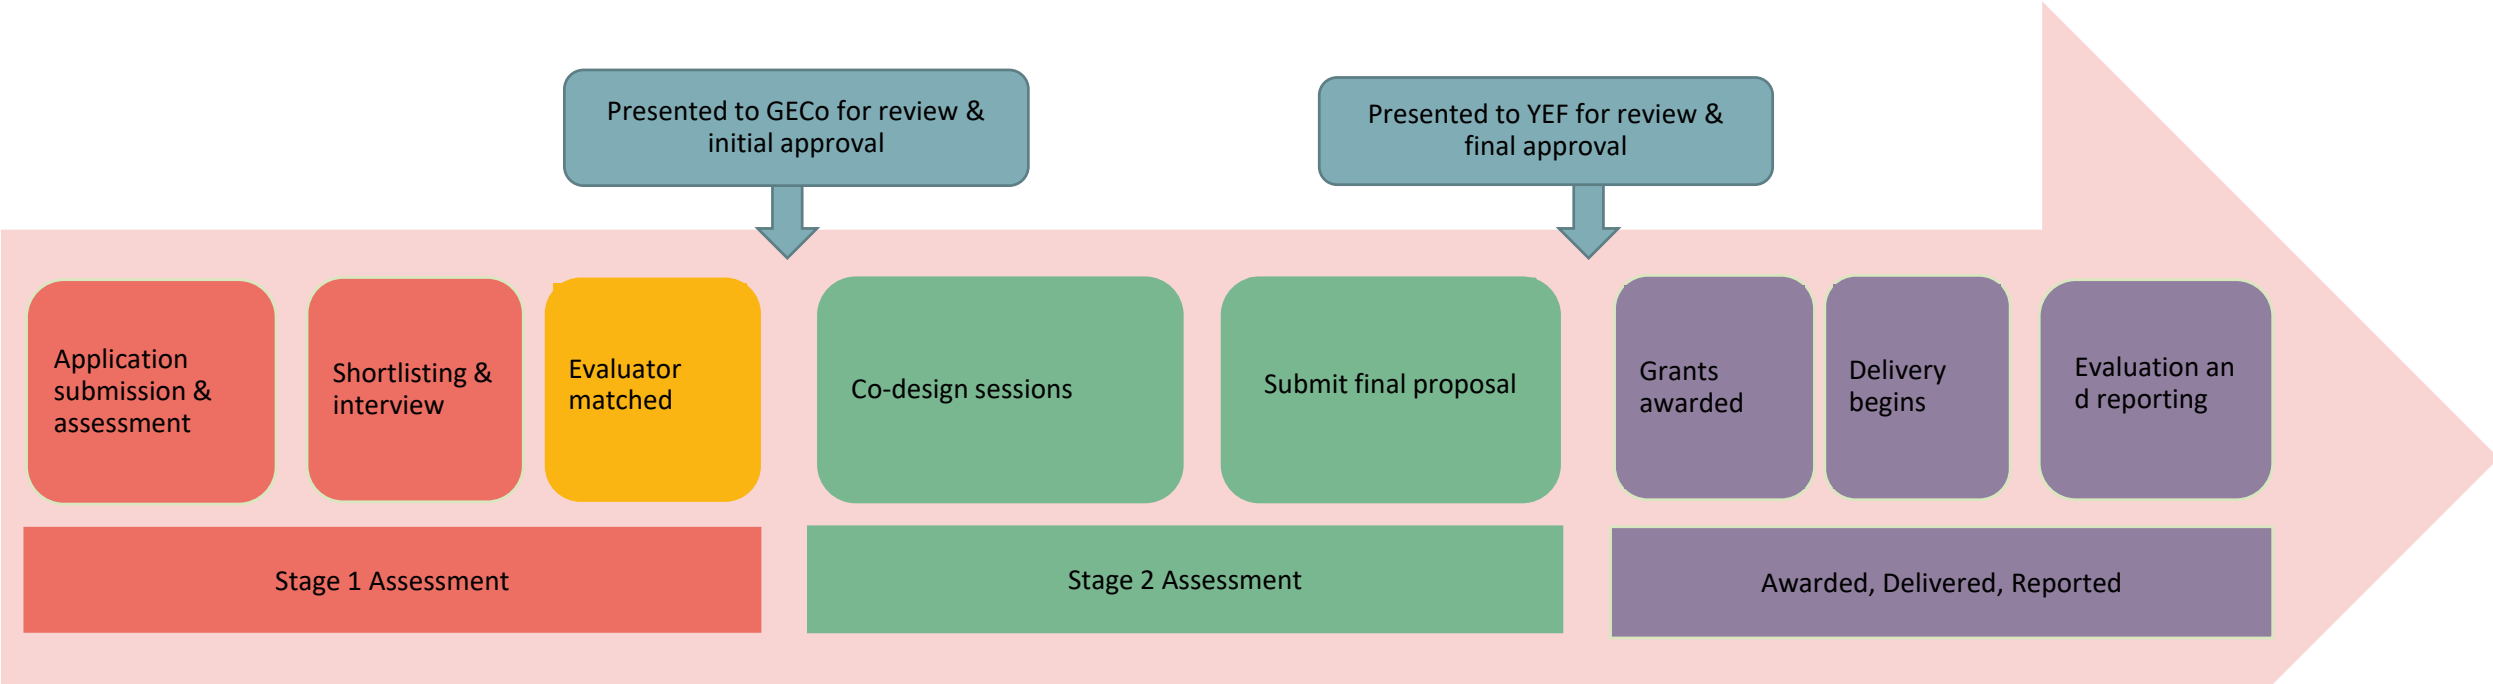 Presented to GECo for review &
initial approval
Presented to YEF for review &
final approval
Application
submission &
assessment
Shortlisting &
interview
Evaluator
matched
Co-design sessions
Submit final proposal
Grants
awarded
Delivery
begins
Evaluation an
d reporting
Stage 1 Assessment
Stage 2 Assessment
Awarded, Delivered, Reported